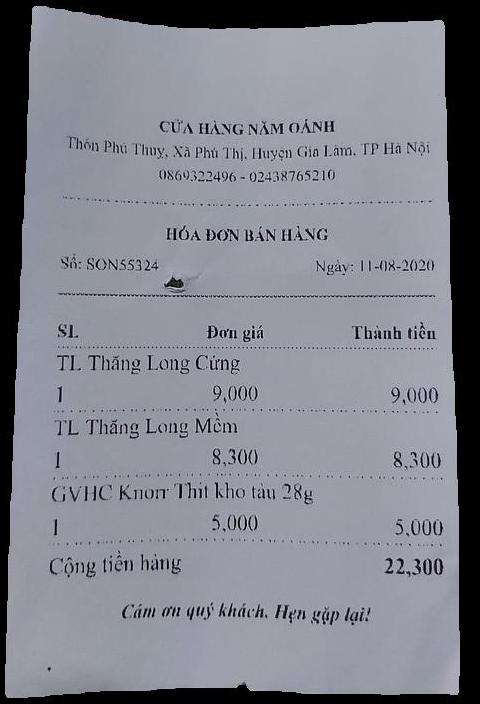 CỬA HÀNG NĂM OÁNH
Thôn Phú Thuy, Xã Phú Thị, Huyện Gia Lâm, TP Hà Nội
0869322496 - 02438765210
HÓA ĐƠN BÁN HÀNG
Số: SON55324 Ngày: 11-08-2020
SL Đơn giá Thành tiền
TL Thăng Long Cứng
1 9,000 9,000
TL Thăng Long Mềm
1 8,300 8,300
GVHC Knorr Thit kho tàu 28g
1 5,000 5,000
Cộng tiền hàng 22,300
Cám ơn quý khách. Hẹn gặp lại!